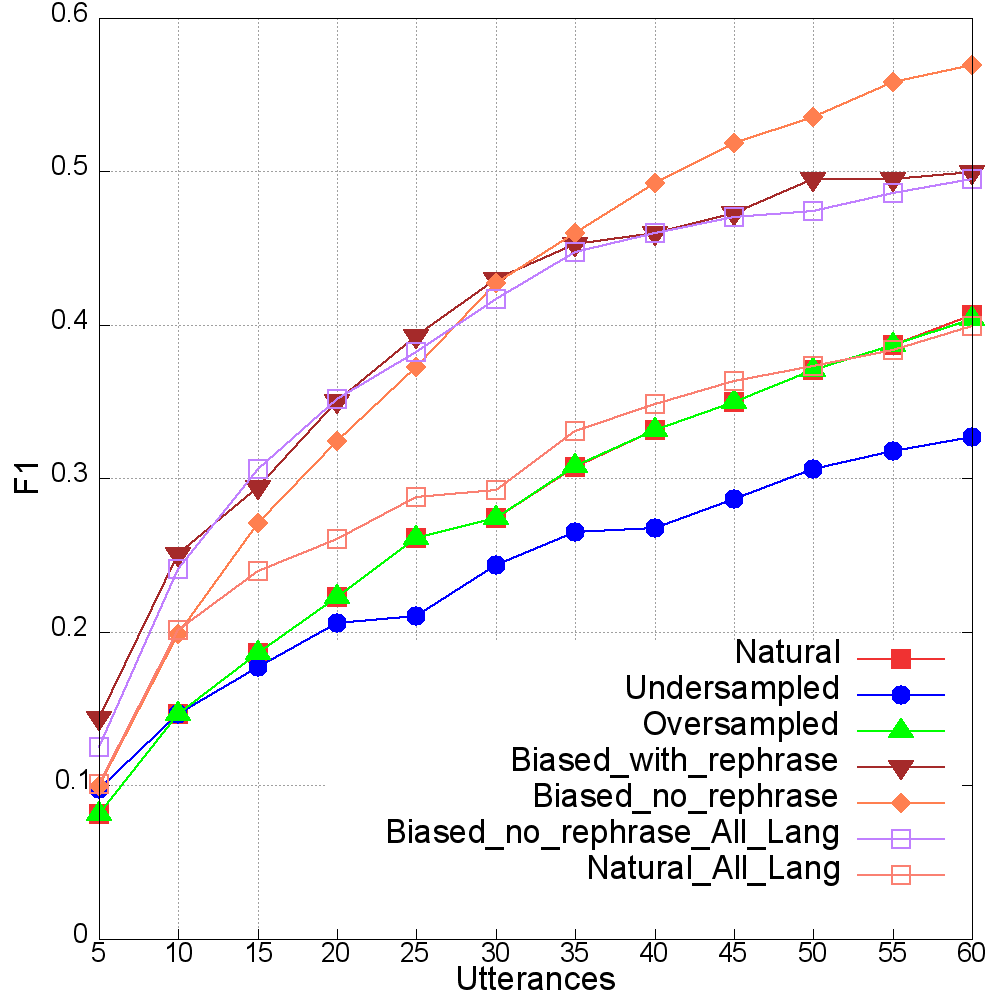 0.6
0.5
0.4
0.3
0.2
0.1
0
F1
5 10 15 20 25 30 35 40 45 50 55 60
Utterances
Natural
Undersampled
Oversampled
Biased_with_rephrase
Biased_no_rephrase
Biased_no_rephrase_All_Lang
Natural_All_Lang